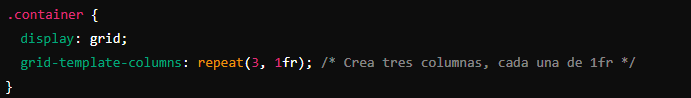 .container {
  display: grid;
  grid-template-columns: repeat(3, 1fr); /* Crea tres columnas, cada una de 1fr */
}